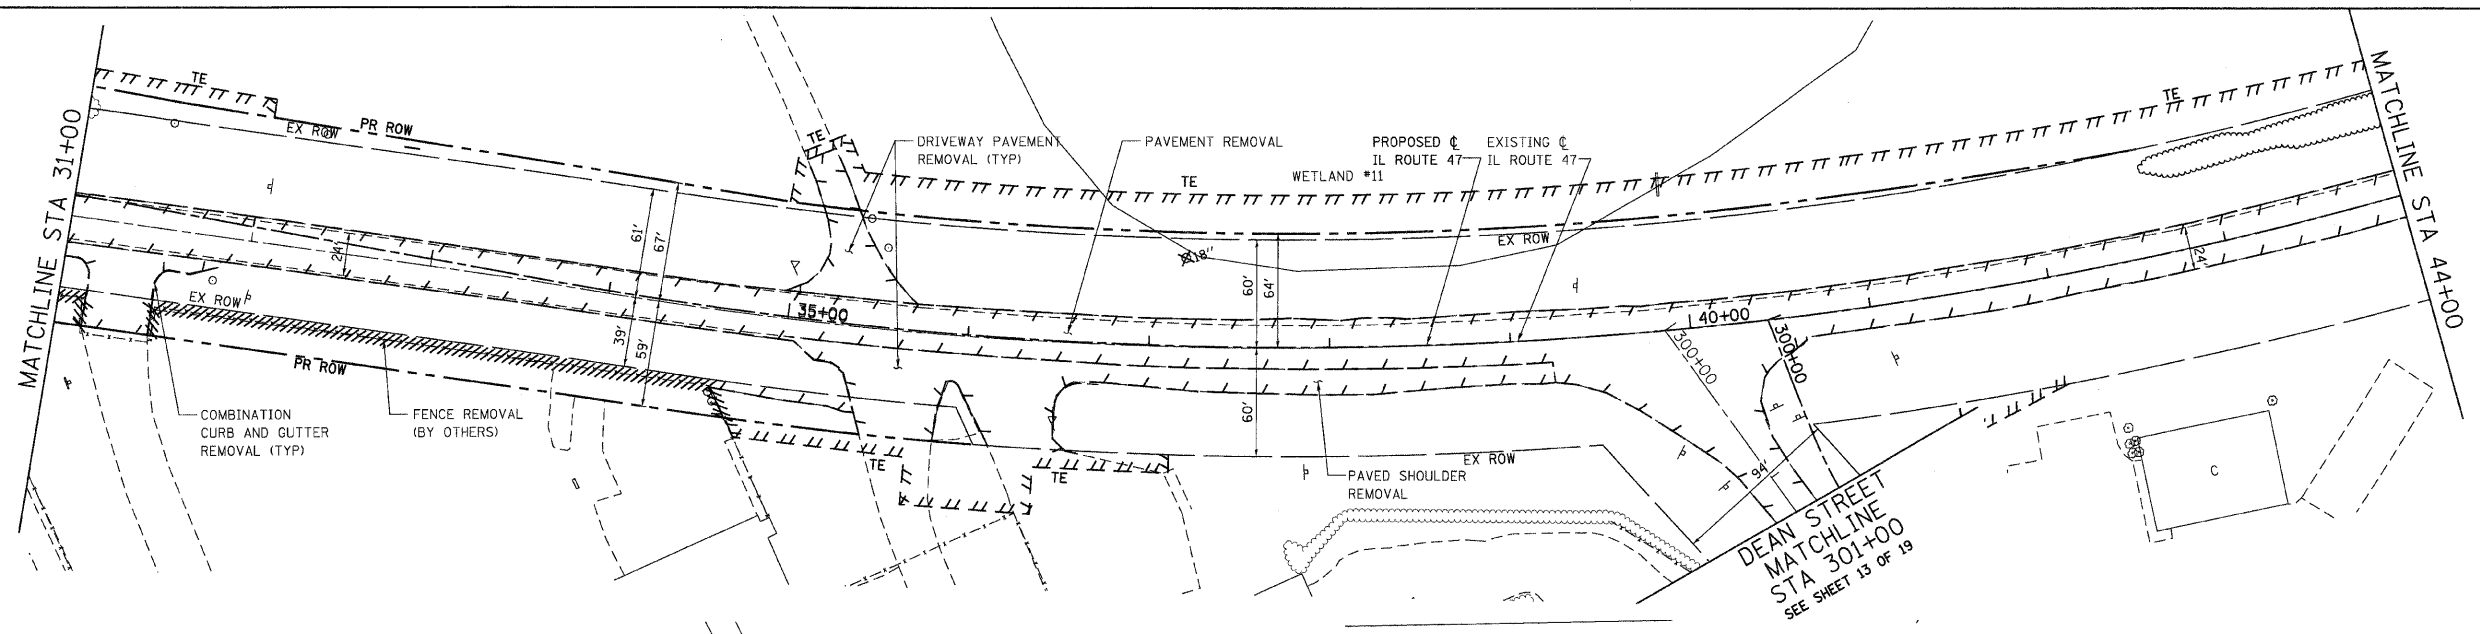 MATCHLINE STA 31+00
TE
EX ROW
PR ROW
24'
61'
67'
39'
59'
EX ROW
PR ROW
COMBINATION
CURB AND GUTTER
REMOVAL (TYP)
FENCE REMOVAL
(BY OTHERS)
TE
DRIVEWAY PAVEMENT
REMOVAL (TYP)
35+00
TE
TE
PAVEMENT REMOVAL
TE
18"
WETLAND #11
60'
64'
60'
PROPOSED ℄
IL ROUTE 47
EXISTING ℄
IL ROUTE 47
EX ROW
EX ROW
PAVED SHOULDER
REMOVAL
40+00
300+00
300+00
94'
DEAN STREET
MATCHLINE
STA 301+00
SEE SHEET 13 OF 19
TE
24'
C
MATCHLINE STA 44+00